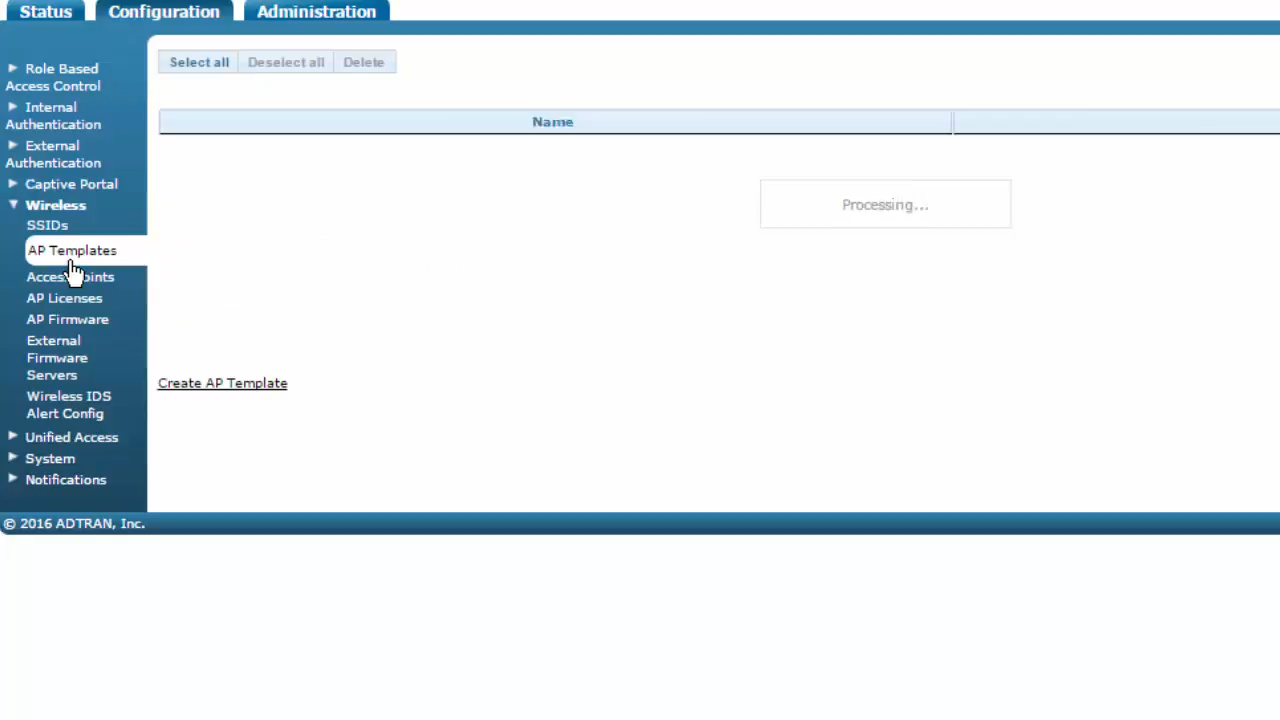 Status
Configuration
Administration
Role Based
Access Control
Internal
Authentication
External
Authentication
Captive Portal
Wireless
SSIDs
AP Templates
Access Points
AP Licenses
AP Firmware
External
Firmware
Servers
Wireless IDS
Alert Config
Unified Access
System
Notifications
Select all
Deselect all
Delete
Name
Processing...
Create AP Template
© 2016 ADTRAN, Inc.